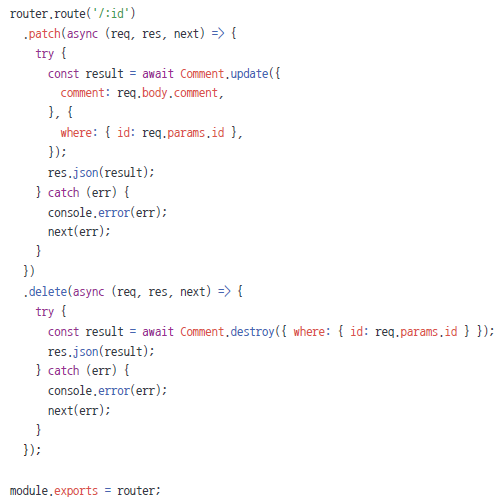 router.route('/:id')
  .patch(async (req, res, next) => {
    try {
      const result = await Comment.update({
        comment: req.body.comment,
      }, {
        where: { id: req.params.id },
      });
      res.json(result);
    } catch (err) {
      console.error(err);
      next(err);
    }
  })
  .delete(async (req, res, next) => {
    try {
      const result = await Comment.destroy({ where: { id: req.params.id } });
      res.json(result);
    } catch (err) {
      console.error(err);
      next(err);
    }
  });

module.exports = router;